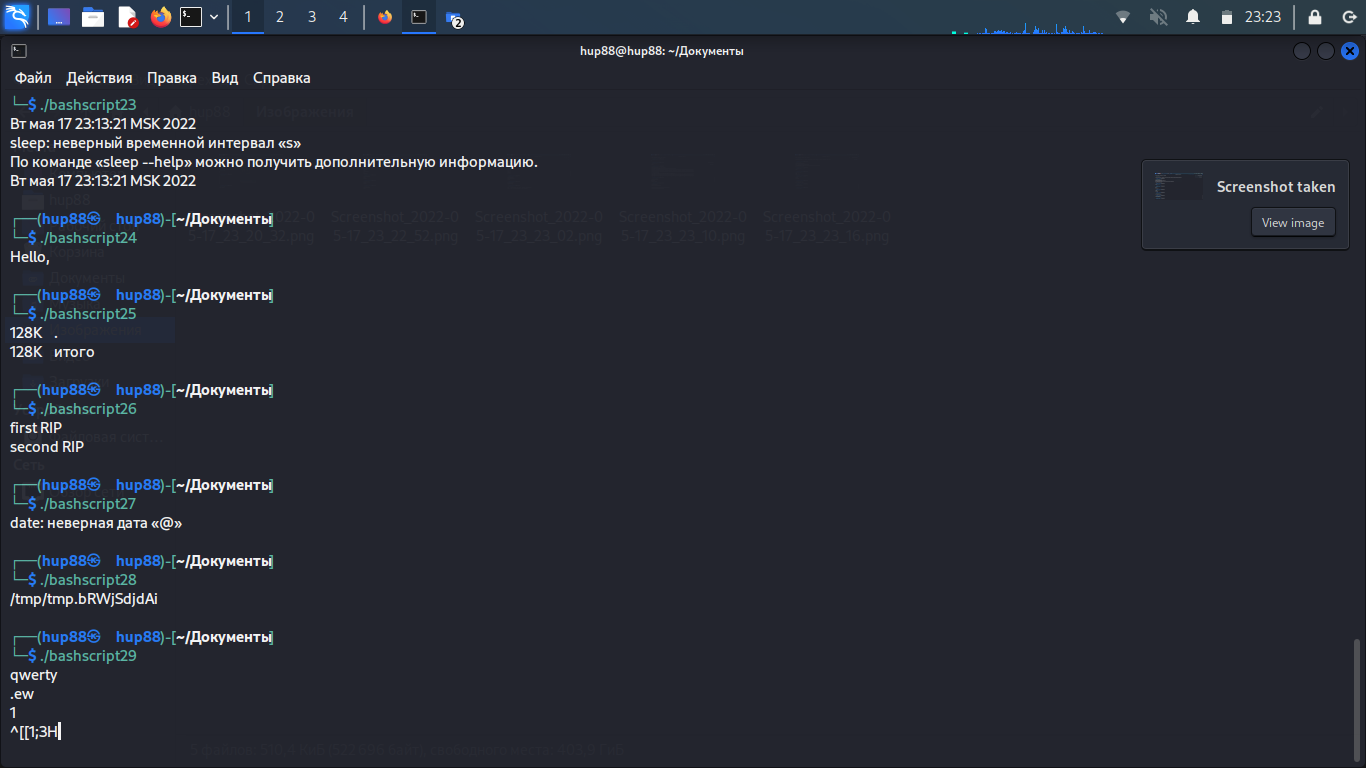 1 2 3 4 2 23:23
hup88@hup88: ~/Документы
Файл Действия Правка Вид Справка
└─$ ./bashscript23
Вт мая 17 23:13:21 MSK 2022
sleep: неверный временной интервал «s»
По команде «sleep --help» можно получить дополнительную информацию.
Вт мая 17 23:13:21 MSK 2022
Screenshot taken
View image
┌──(hup88㉿ hup88)-[~/Документы]
└─$ ./bashscript24
Hello,
┌──(hup88㉿ hup88)-[~/Документы]
└─$ ./bashscript25
128K .
128K итого
┌──(hup88㉿ hup88)-[~/Документы]
└─$ ./bashscript26
first RIP
second RIP
┌──(hup88㉿ hup88)-[~/Документы]
└─$ ./bashscript27
date: неверная дата «@»
┌──(hup88㉿ hup88)-[~/Документы]
└─$ ./bashscript28
/tmp/tmp.bRWjSdjdAi
┌──(hup88㉿ hup88)-[~/Документы]
└─$ ./bashscript29
qwerty
.ew
1
^[[1;3H